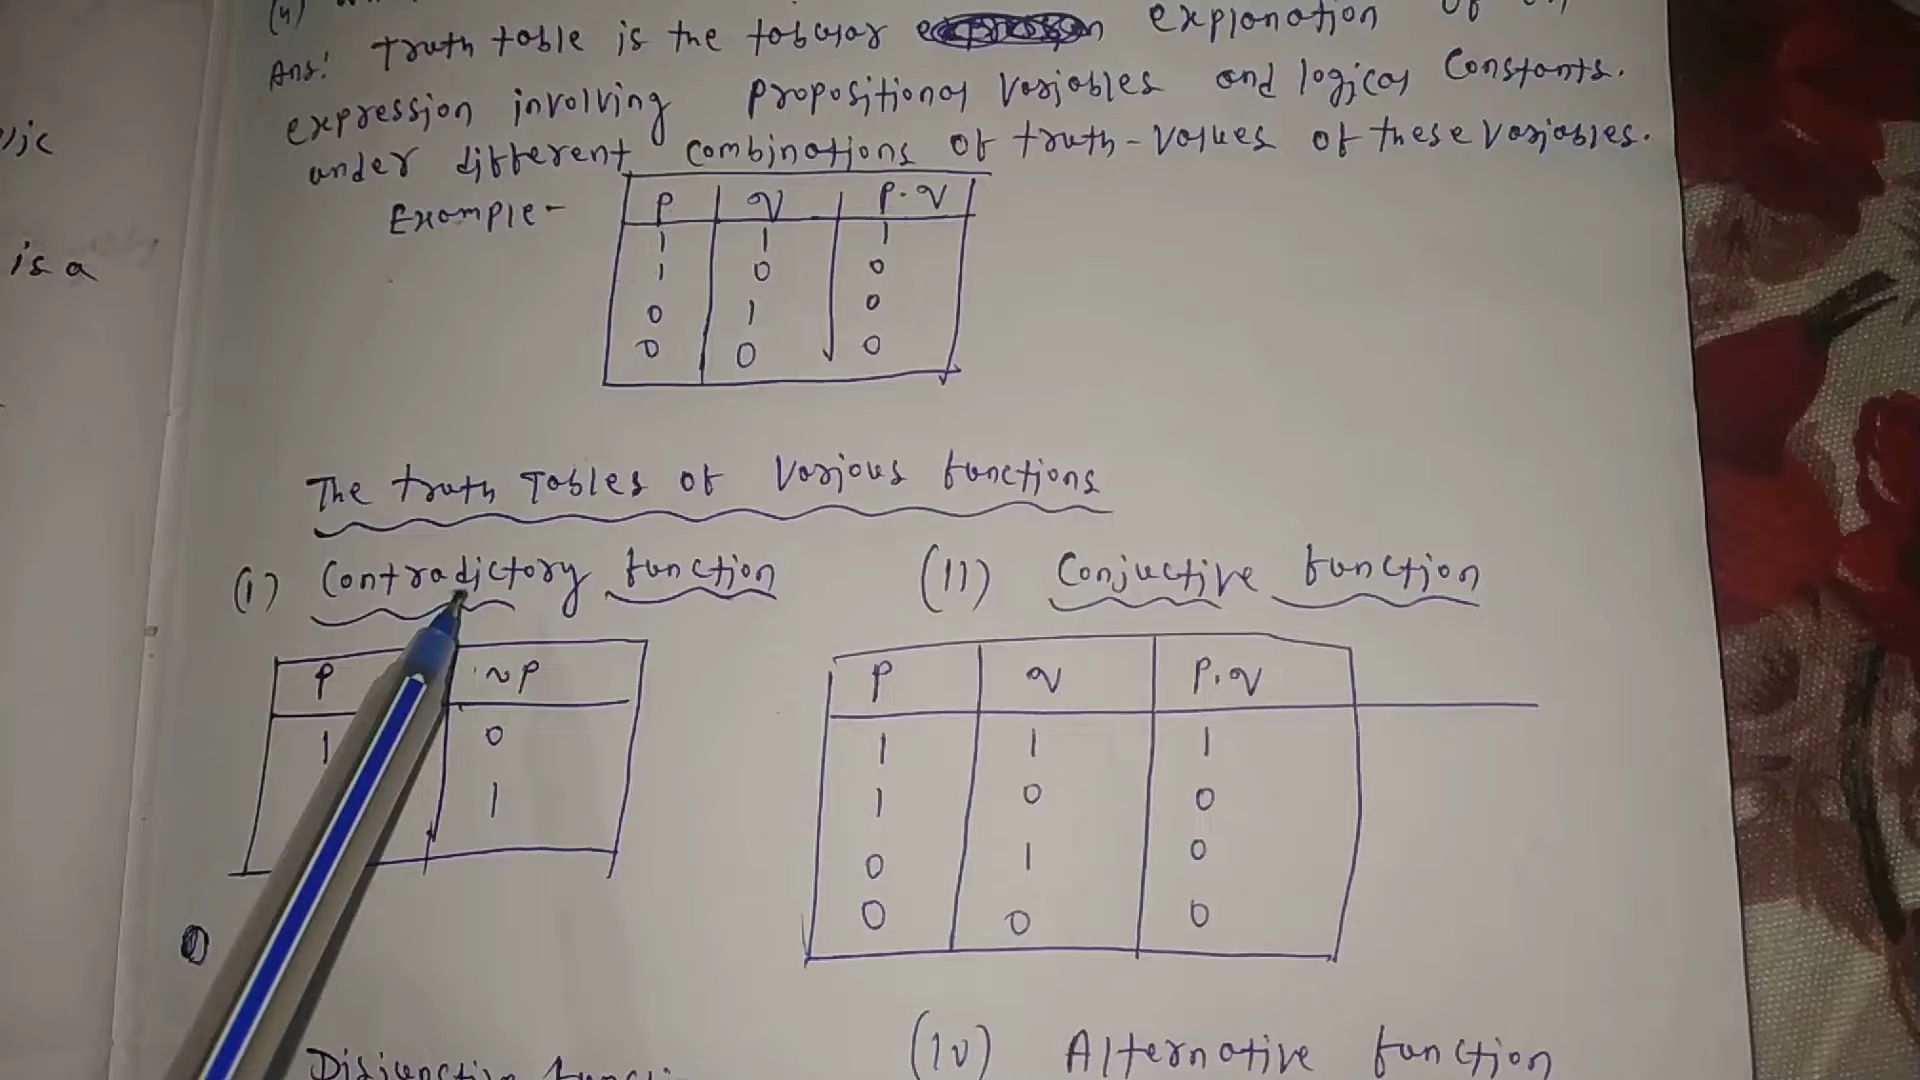 (4)
Ans: Truth table is the tabular explanation of
expression involving propositional variables and logical constants.
under different combinations of truth-values of these variables.
Example-
p q p.q
1 1 1
1 0 0
0 1 0
0 0 0
is a
The truth Tables of various functions
(i) Contradictory function
p ~p
1 0
1
(11) Conjuctive function
p q p.q
1 1 1
1 0 0
0 1 0
0 0 0
(iv) Alternative function